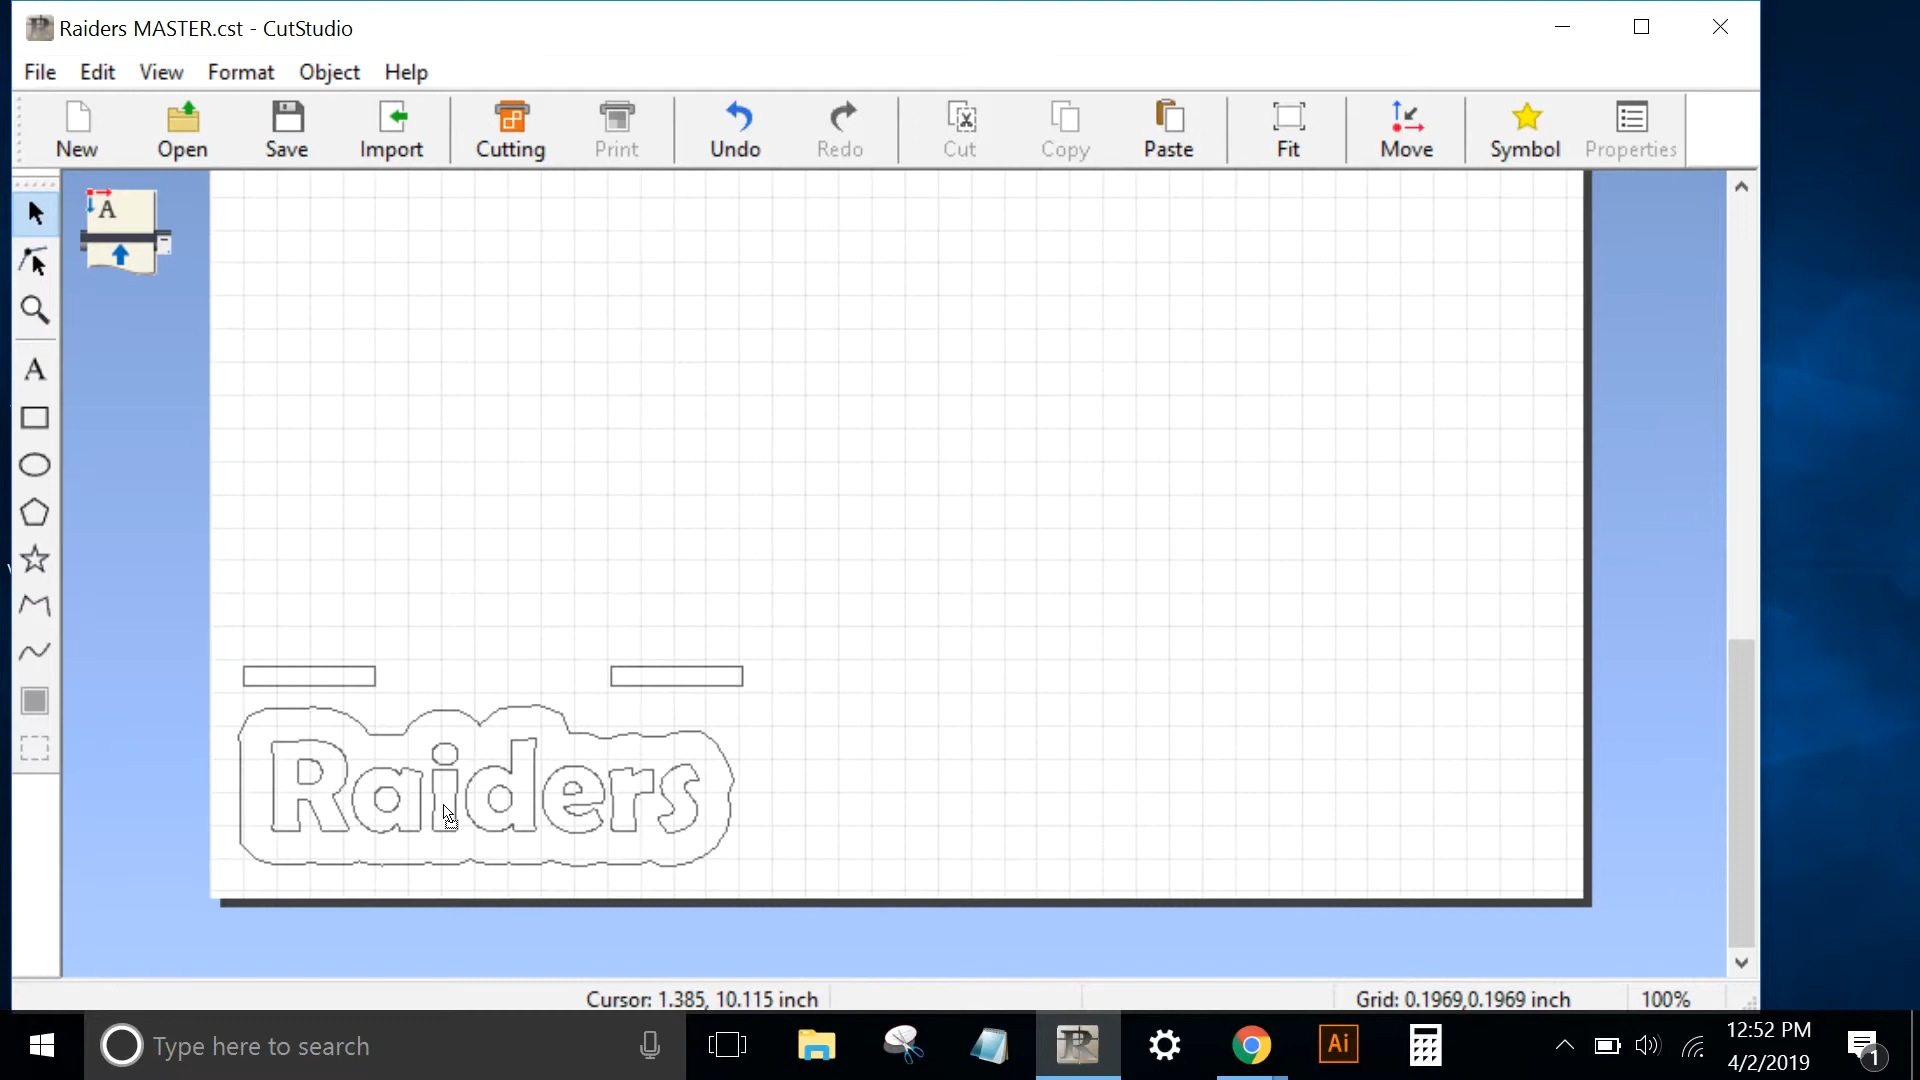 Raiders MASTER.cst - CutStudio
File Edit View Format Object Help
New Open Save Import Cutting Print Undo Redo Cut Copy Paste Fit Move Symbol Properties
A
A
Raiders
Cursor: 1.385, 10.115 inch Grid: 0.1969,0.1969 inch 100%
Type here to search
Ai
12:52 PM
4/2/2019
1